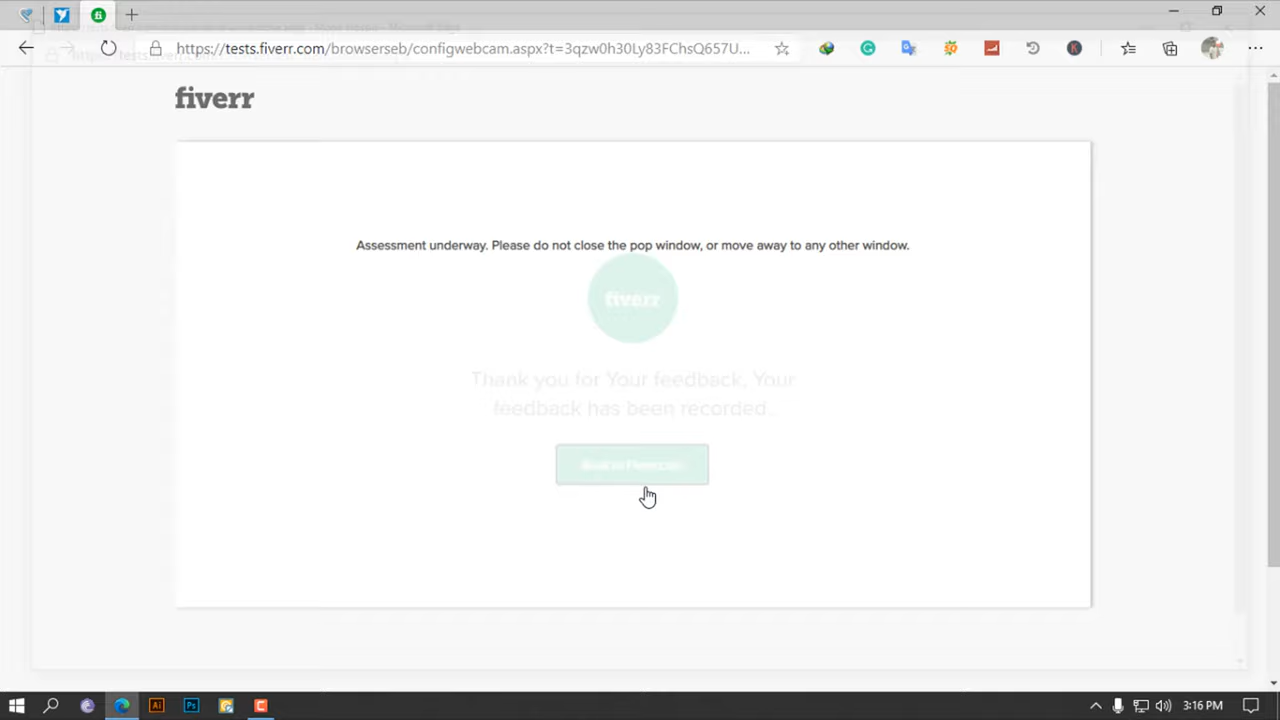 https://tests.fiverr.com/browserseb/configwebcam.aspx?t=3qzw0h30Ly83FChsQ657U...
fiverr
Assessment underway. Please do not close the pop window, or move away to any other window.
fiverr
Thank you for Your feedback, Your
feedback has been recorded.
Ai
Ps
3:16 PM